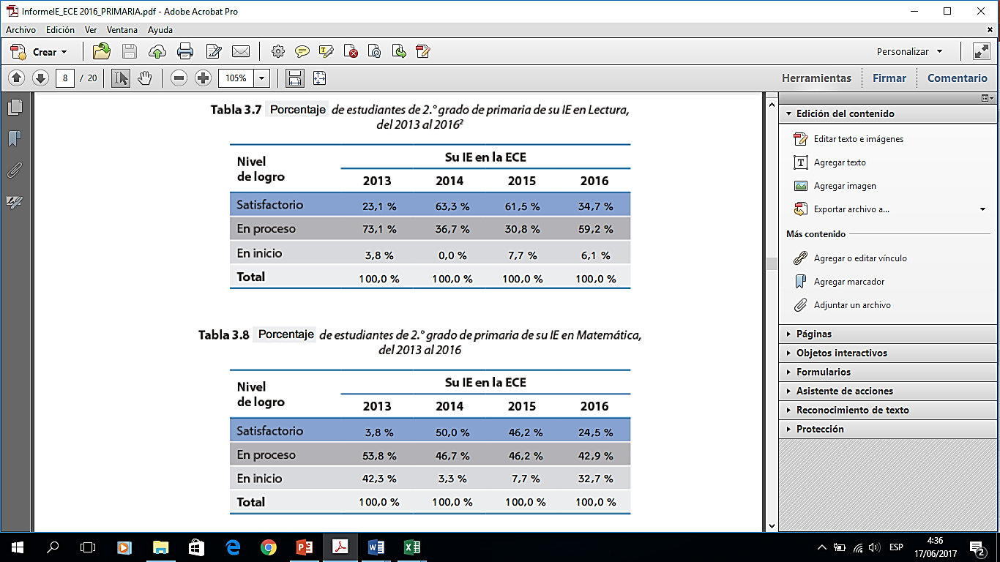 InformeIE_ECE 2016_PRIMARIA.pdf - Adobe Acrobat Pro
Archivo Edición Ver Ventana Ayuda
Crear Personalizar
8 / 20 105% Herramientas Firmar Comentario
Tabla 3.7 Porcentaje de estudiantes de 2.° grado de primaria de su IE en Lectura,
del 2013 al 2016²
Nivel de logro Su IE en la ECE
2013 2014 2015 2016
Satisfactorio 23,1 % 63,3 % 61,5 % 34,7 %
En proceso 73,1 % 36,7 % 30,8 % 59,2 %
En inicio 3,8 % 0,0 % 7,7 % 6,1 %
Total 100,0 % 100,0 % 100,0 % 100,0 %
Tabla 3.8 Porcentaje de estudiantes de 2.° grado de primaria de su IE en Matemática,
del 2013 al 2016
Nivel de logro Su IE en la ECE
2013 2014 2015 2016
Satisfactorio 3,8 % 50,0 % 46,2 % 24,5 %
En proceso 53,8 % 46,7 % 46,2 % 42,9 %
En inicio 42,3 % 3,3 % 7,7 % 32,7 %
Total 100,0 % 100,0 % 100,0 % 100,0 %
Edición del contenido
Editar texto e imágenes
Agregar texto
Agregar imagen
Exportar archivo a...
Más contenido
Agregar o editar vínculo
Agregar marcador
Adjuntar un archivo
Páginas
Objetos interactivos
Formularios
Asistente de acciones
Reconocimiento de texto
Protección
ESP
4:36
17/06/2017
2